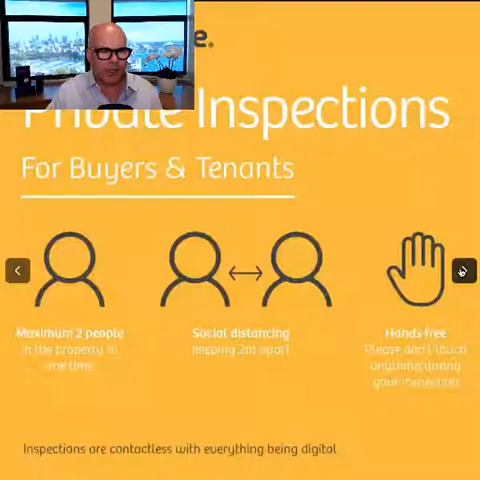 e.
Private Inspections
For Buyers & Tenants
Maximum 2 people
in the property at
one time
Social distancing
keeping 2m apart
Hands free
Please don't touch
anything during
your inspection
Inspections are contactless with everything being digital